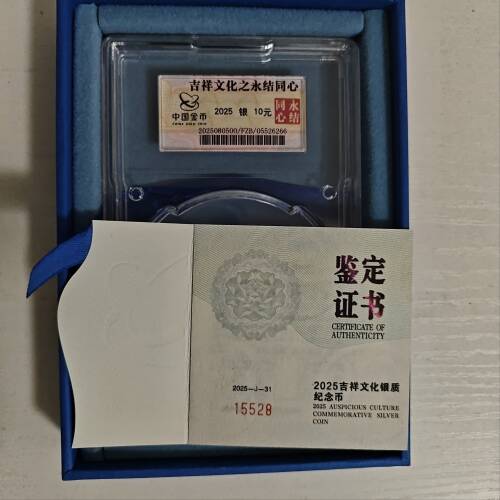 吉祥文化之永结同心
中国金币
CHINA GOLD COIN
2025 银 10元
永结
同心
2025080500/FZB/05526266
鉴定
证书
CERTIFICATE OF
AUTHENTICITY
2025-J-31
15528
2025吉祥文化银质
纪念币
2025 AUSPICIOUS CULTURE
COMMEMORATIVE SILVER
COIN